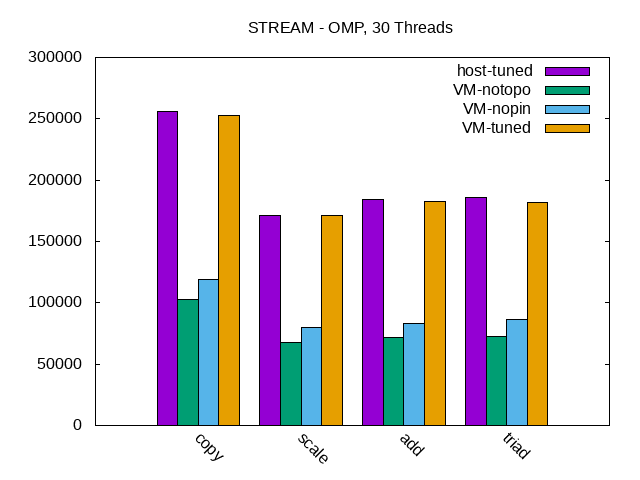 STREAM - OMP, 30 Threads
300000
250000
200000
150000
100000
50000
0
host-tuned
VM-notopo
VM-nopin
VM-tuned
copy
scale
add
triad